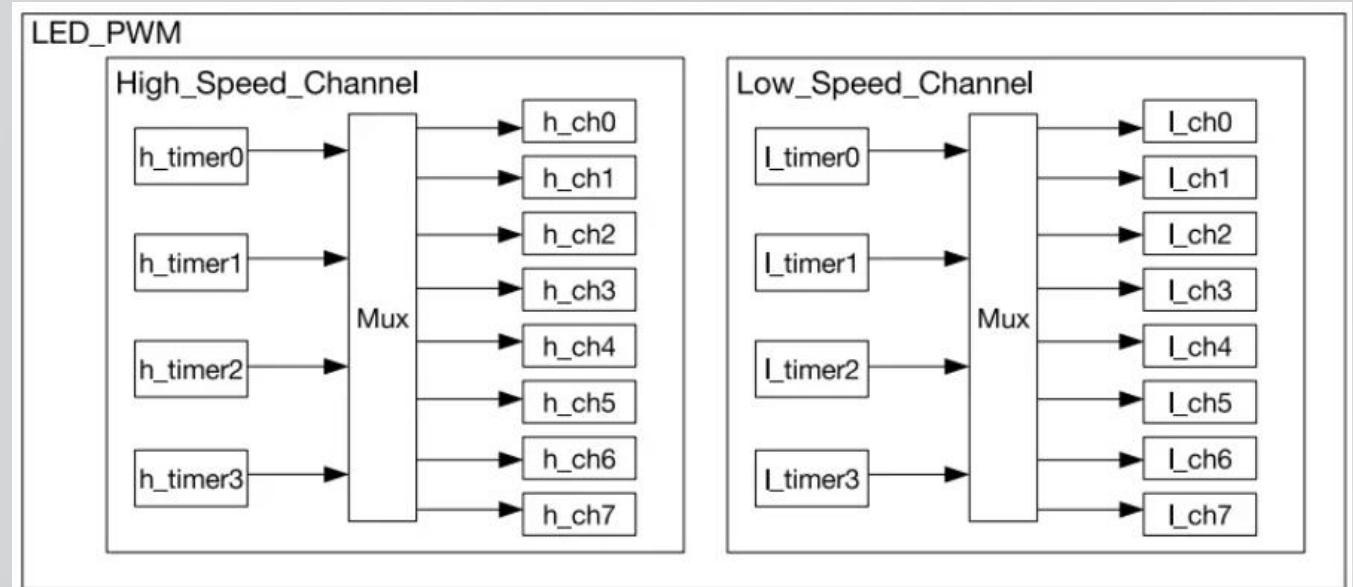 LED_PWM
High_Speed_Channel
h_timer0
h_timer1
h_timer2
h_timer3
Mux
h_ch0
h_ch1
h_ch2
h_ch3
h_ch4
h_ch5
h_ch6
h_ch7
Low_Speed_Channel
l_timer0
l_timer1
l_timer2
l_timer3
Mux
l_ch0
l_ch1
l_ch2
l_ch3
l_ch4
l_ch5
l_ch6
l_ch7